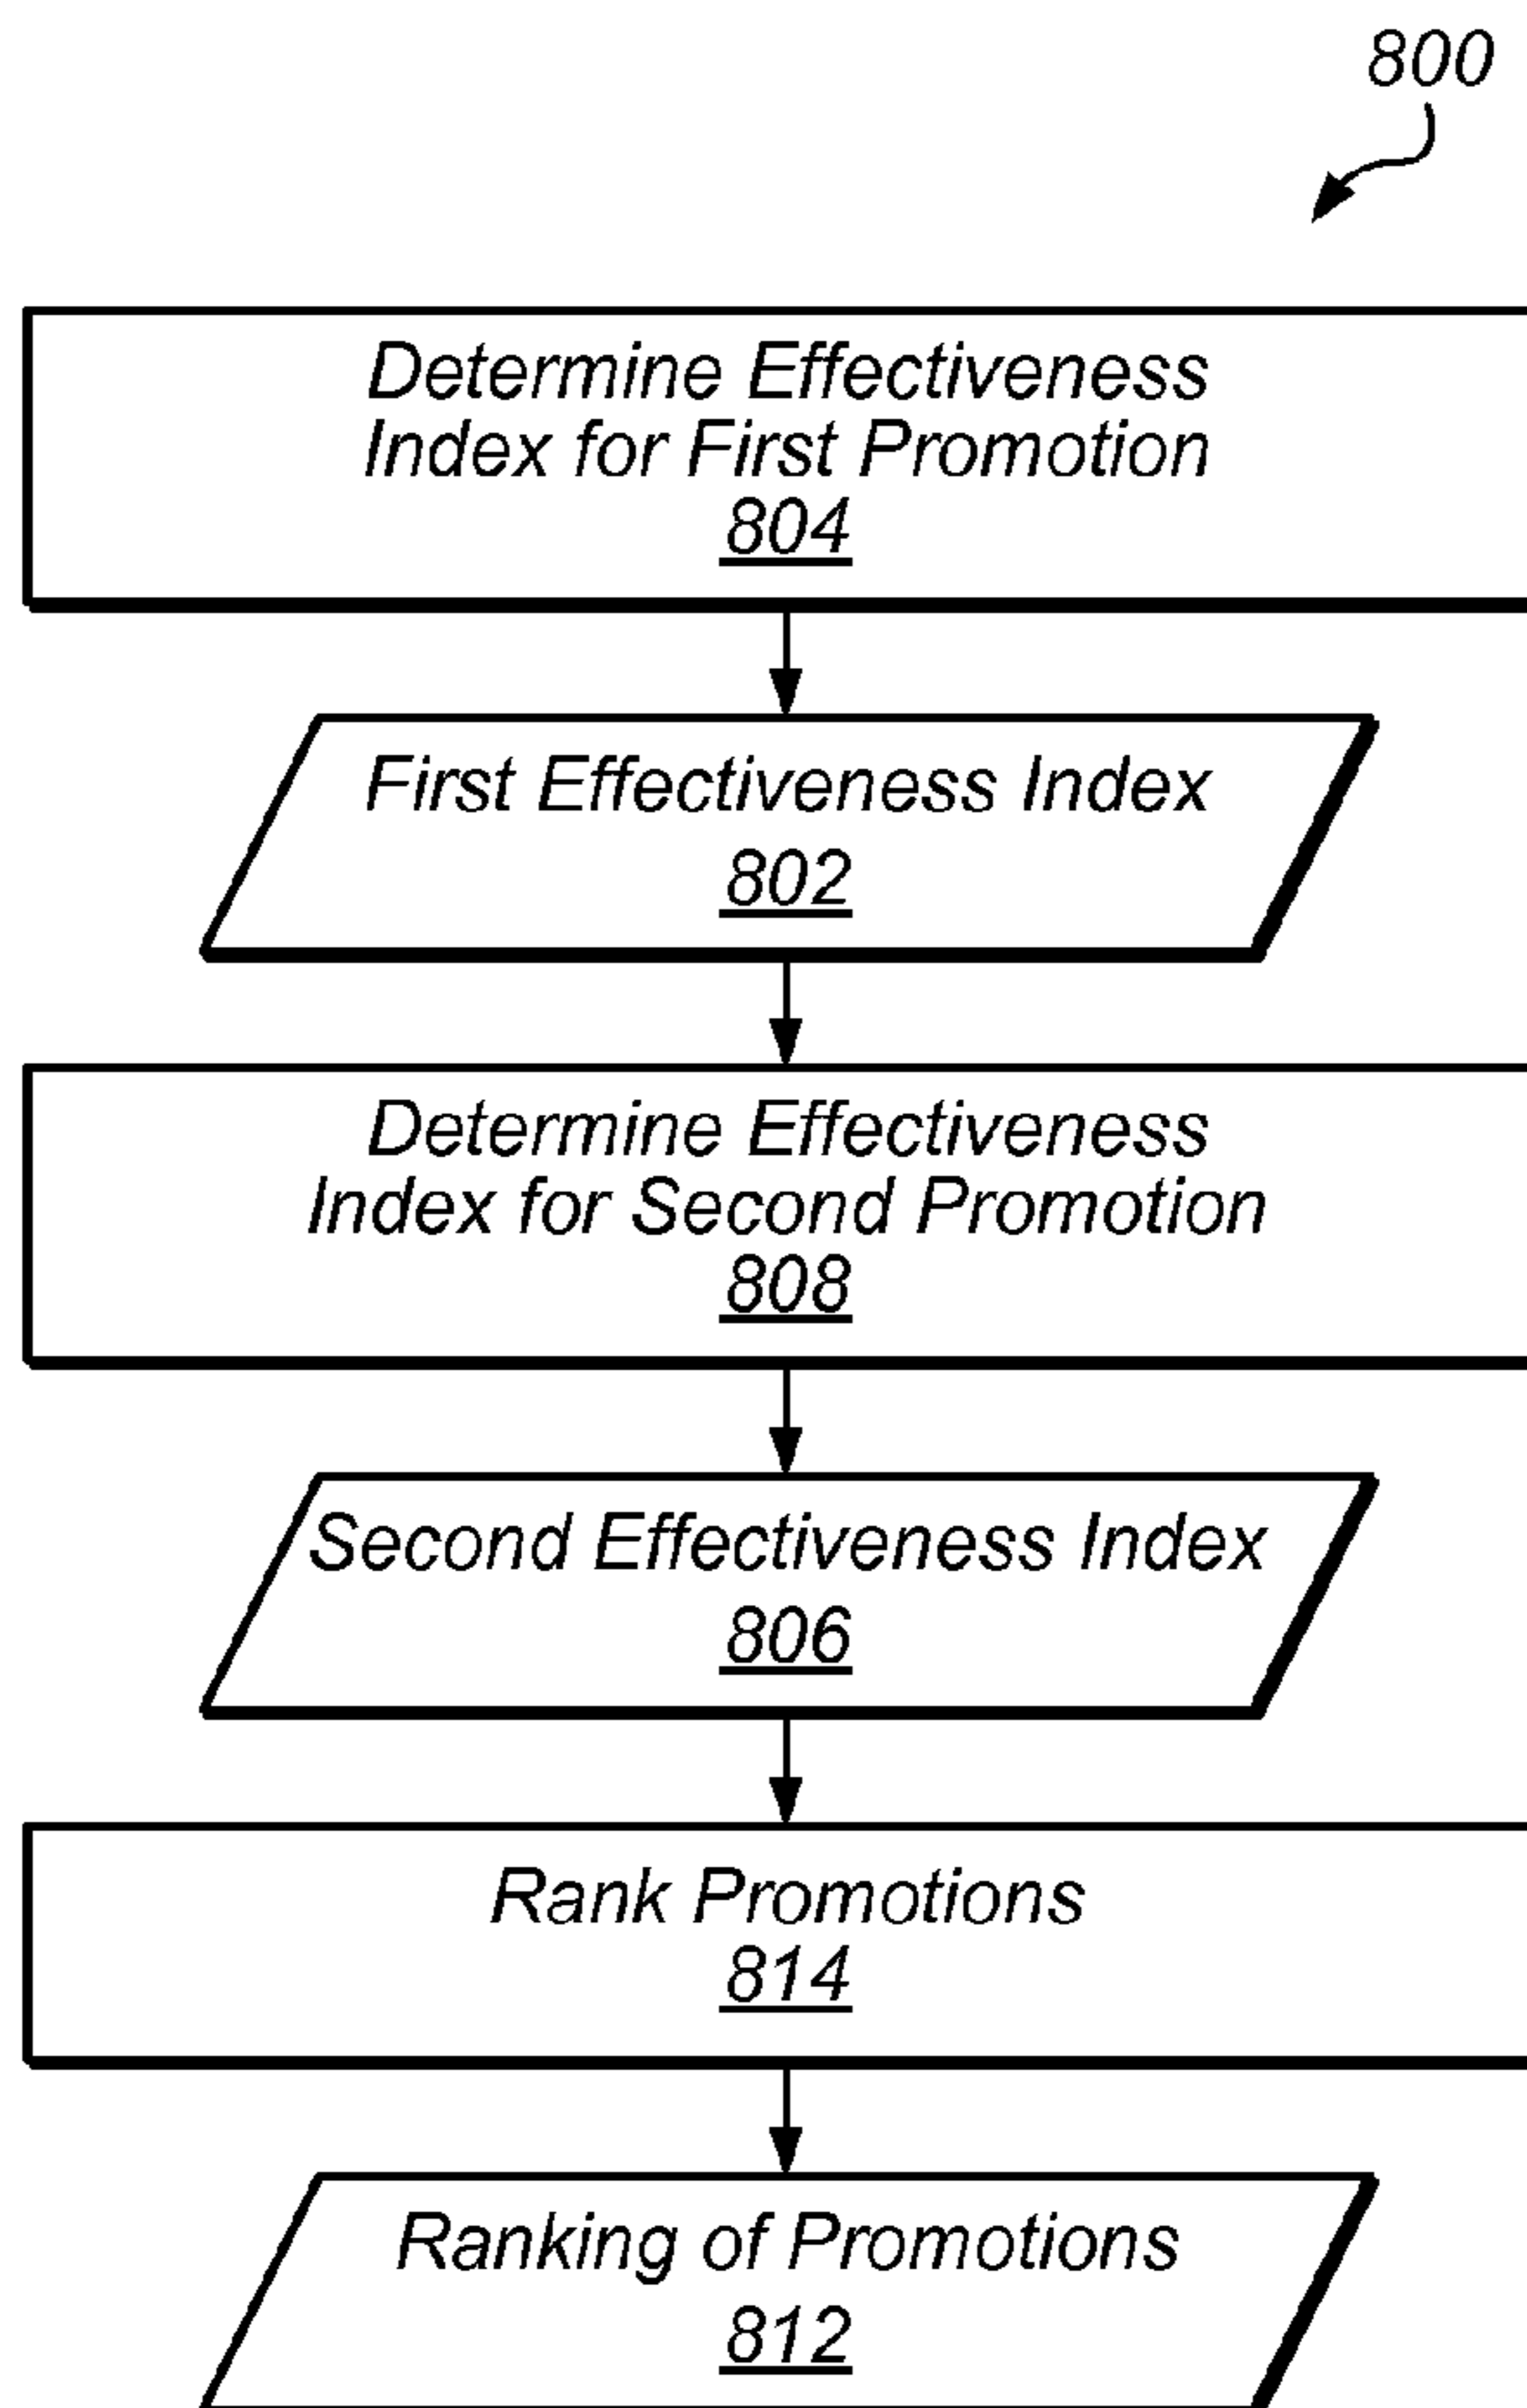 800
Determine Effectiveness
Index for First Promotion
804
First Effectiveness Index
802
Determine Effectiveness
Index for Second Promotion
808
Second Effectiveness Index
806
Rank Promotions
814
Ranking of Promotions
812